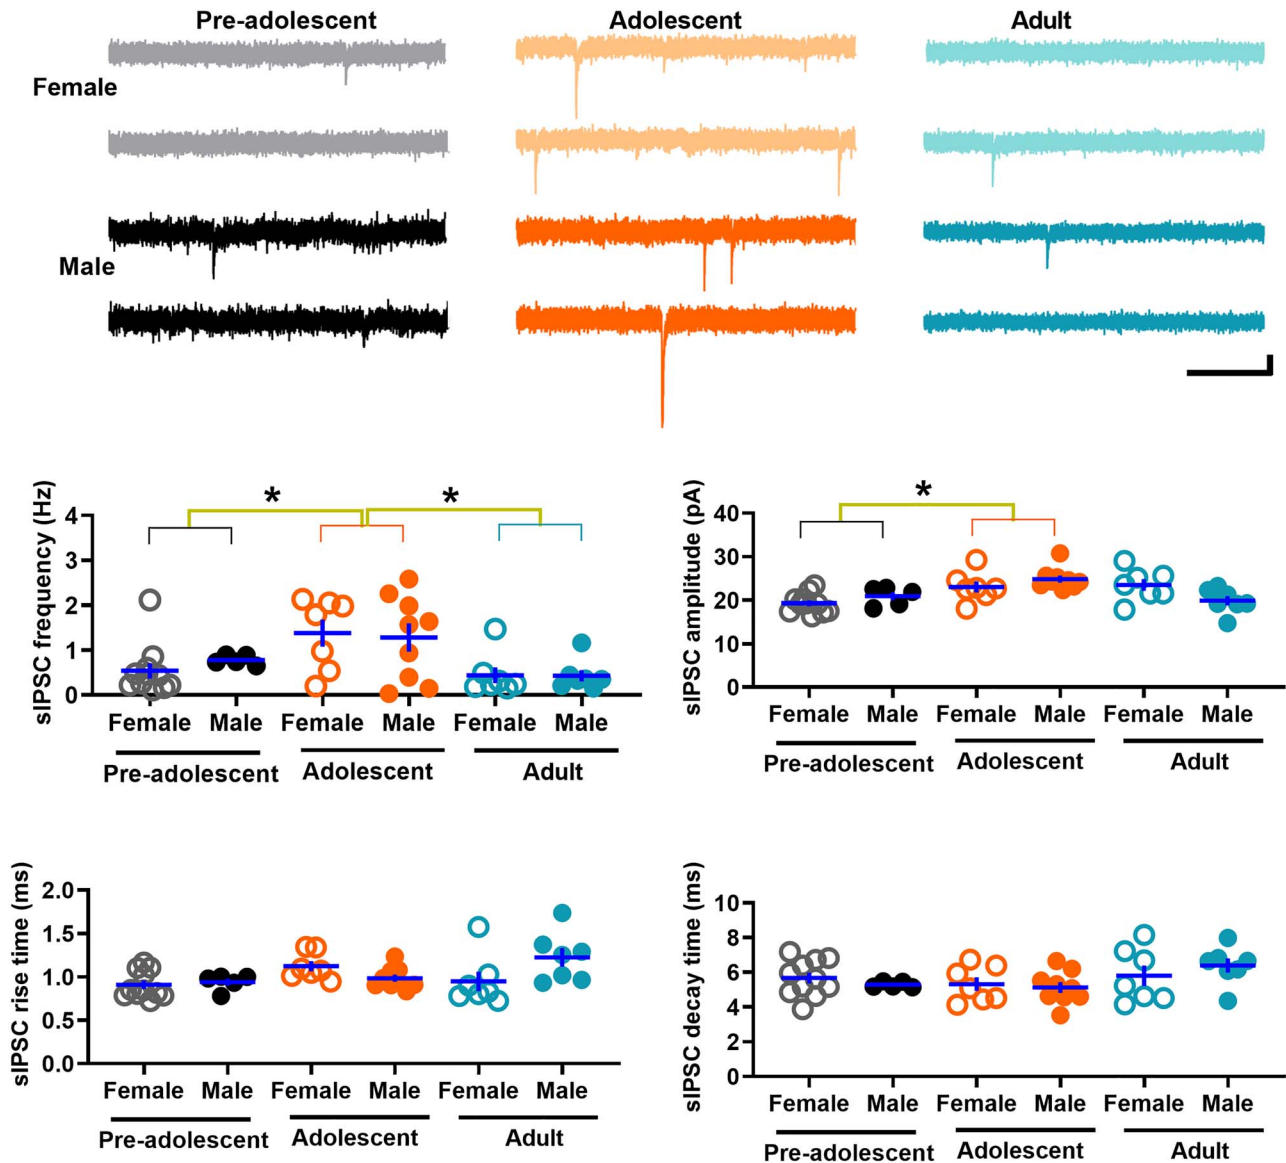 Pre-adolescent Adolescent Adult
Female
Male
sIPSC frequency (Hz)
* *
4
3
2
1
0
Female Male Female Male Female Male
Pre-adolescent Adolescent Adult
sIPSC amplitude (pA)
*
40
30
20
10
0
Female Male Female Male Female Male
Pre-adolescent Adolescent Adult
sIPSC rise time (ms)
2.0
1.5
1.0
0.5
0.0
Female Male Female Male Female Male
Pre-adolescent Adolescent Adult
sIPSC decay time (ms)
10
8
6
4
2
0
Female Male Female Male Female Male
Pre-adolescent Adolescent Adult